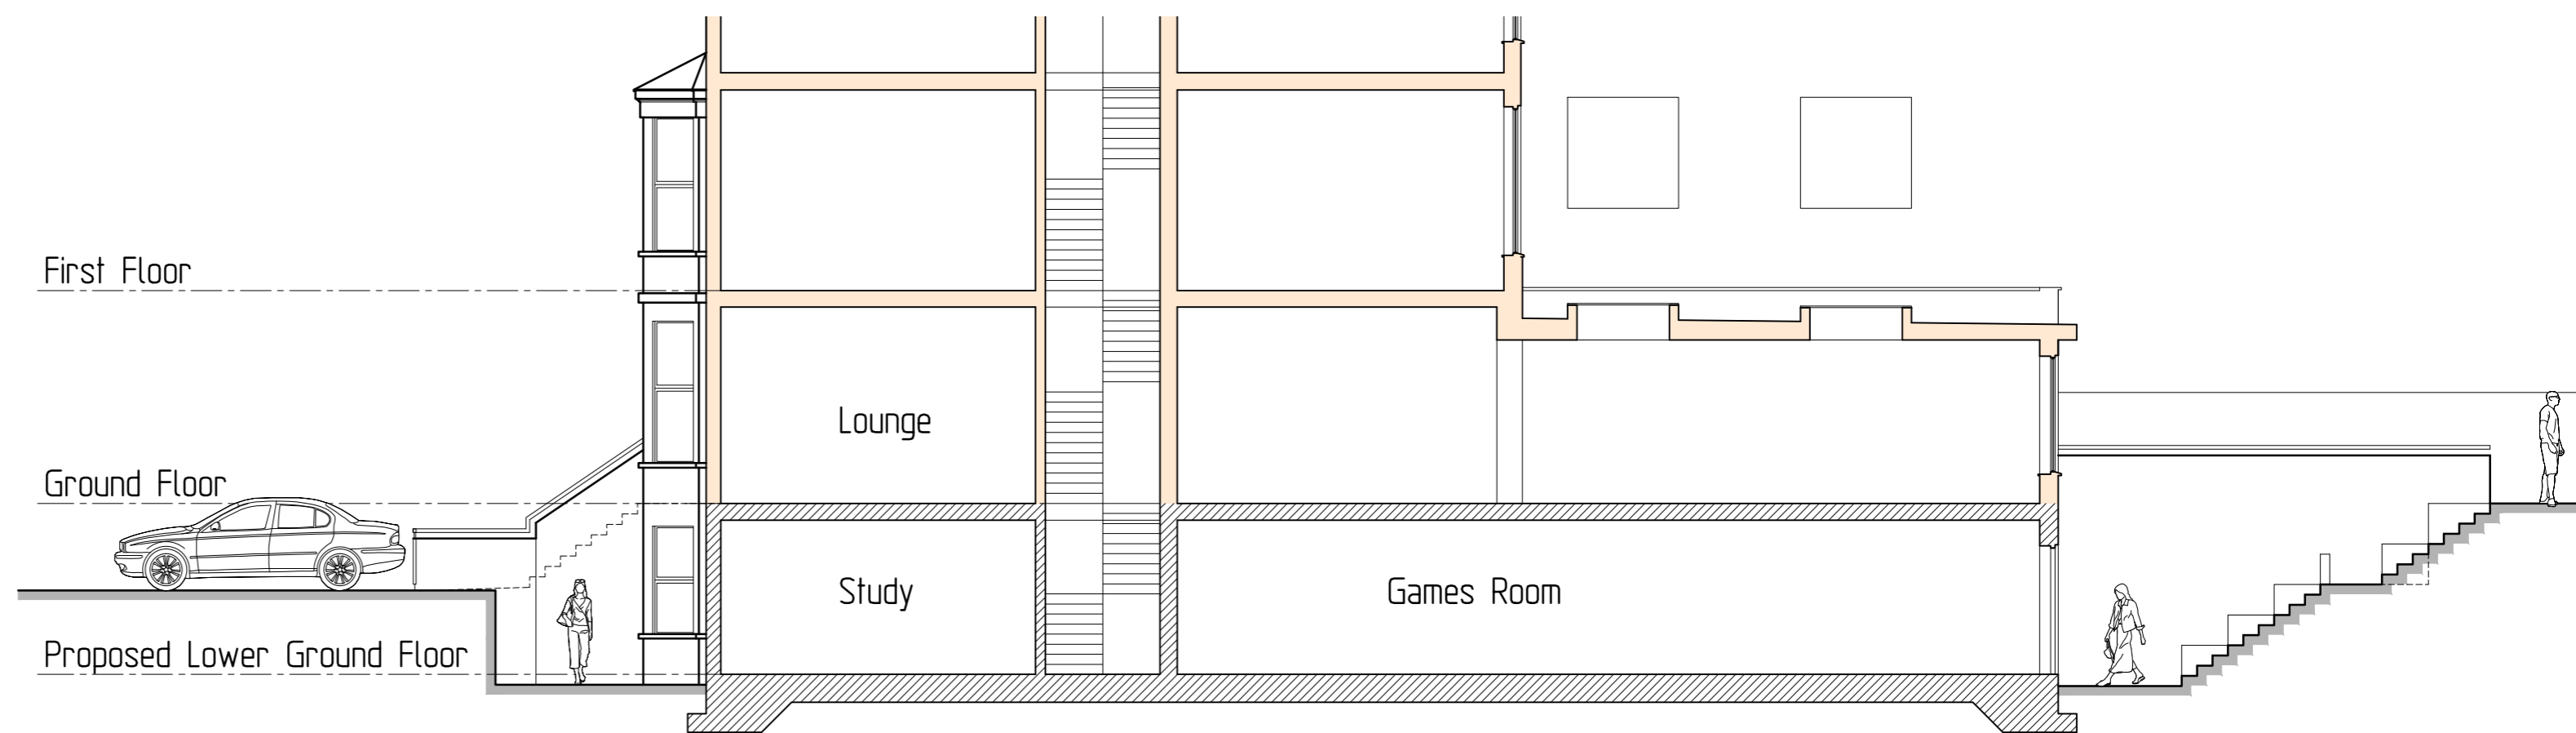 First Floor
Lounge
Ground Floor
Study
Games Room
Proposed Lower Ground Floor